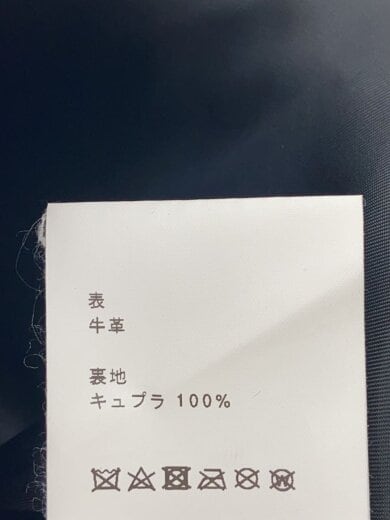 表
牛革
裏地
キュプラ 100%